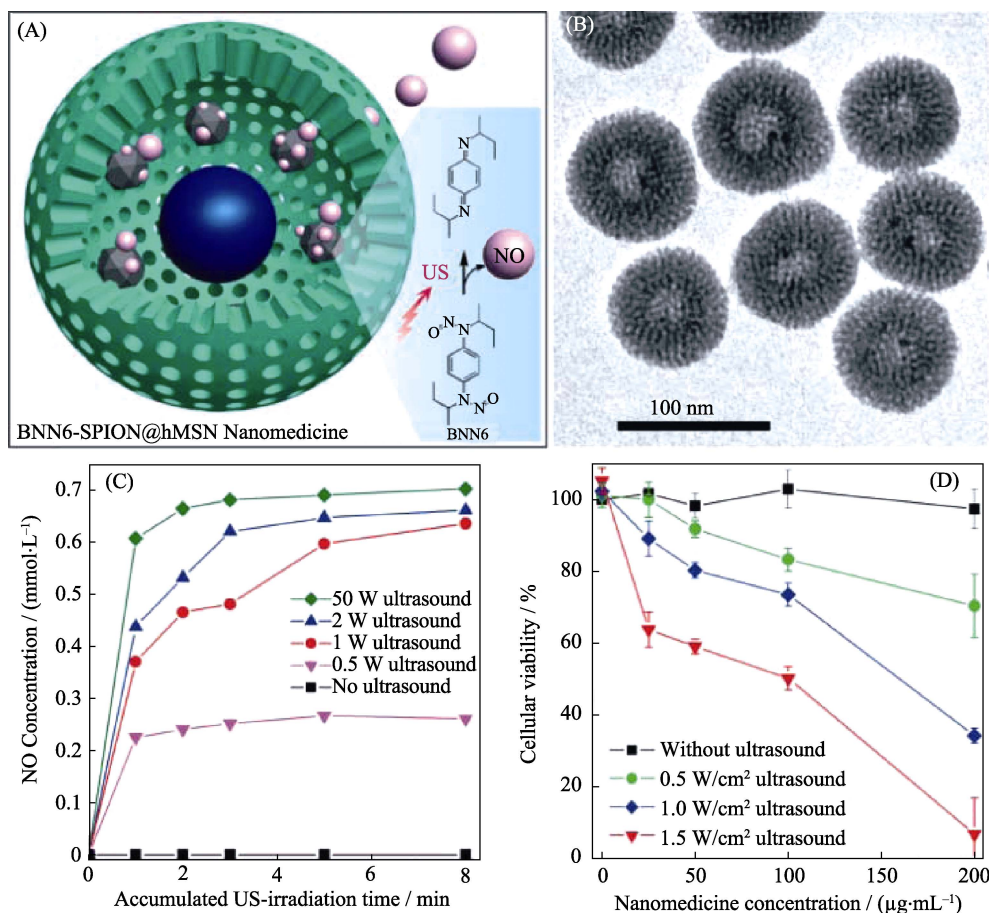 (A)
NO
US
N
N
O
N
N
N
N
O
BNN6-SPION@hMSN Nanomedicine
BNN6
(B)
100 nm
(C)
0.7
0.6
0.5
0.4
0.3
0.2
0.1
0
NO Concentration / (mmol·L⁻¹)
50 W ultrasound
2 W ultrasound
1 W ultrasound
0.5 W ultrasound
No ultrasound
0 2 4 6 8
Accumulated US-irradiation time / min
(D)
100
80
60
40
20
0
Cellular viability / %
Without ultrasound
0.5 W/cm² ultrasound
1.0 W/cm² ultrasound
1.5 W/cm² ultrasound
0 50 100 150 200
Nanomedicine concentration / (μg·mL⁻¹)